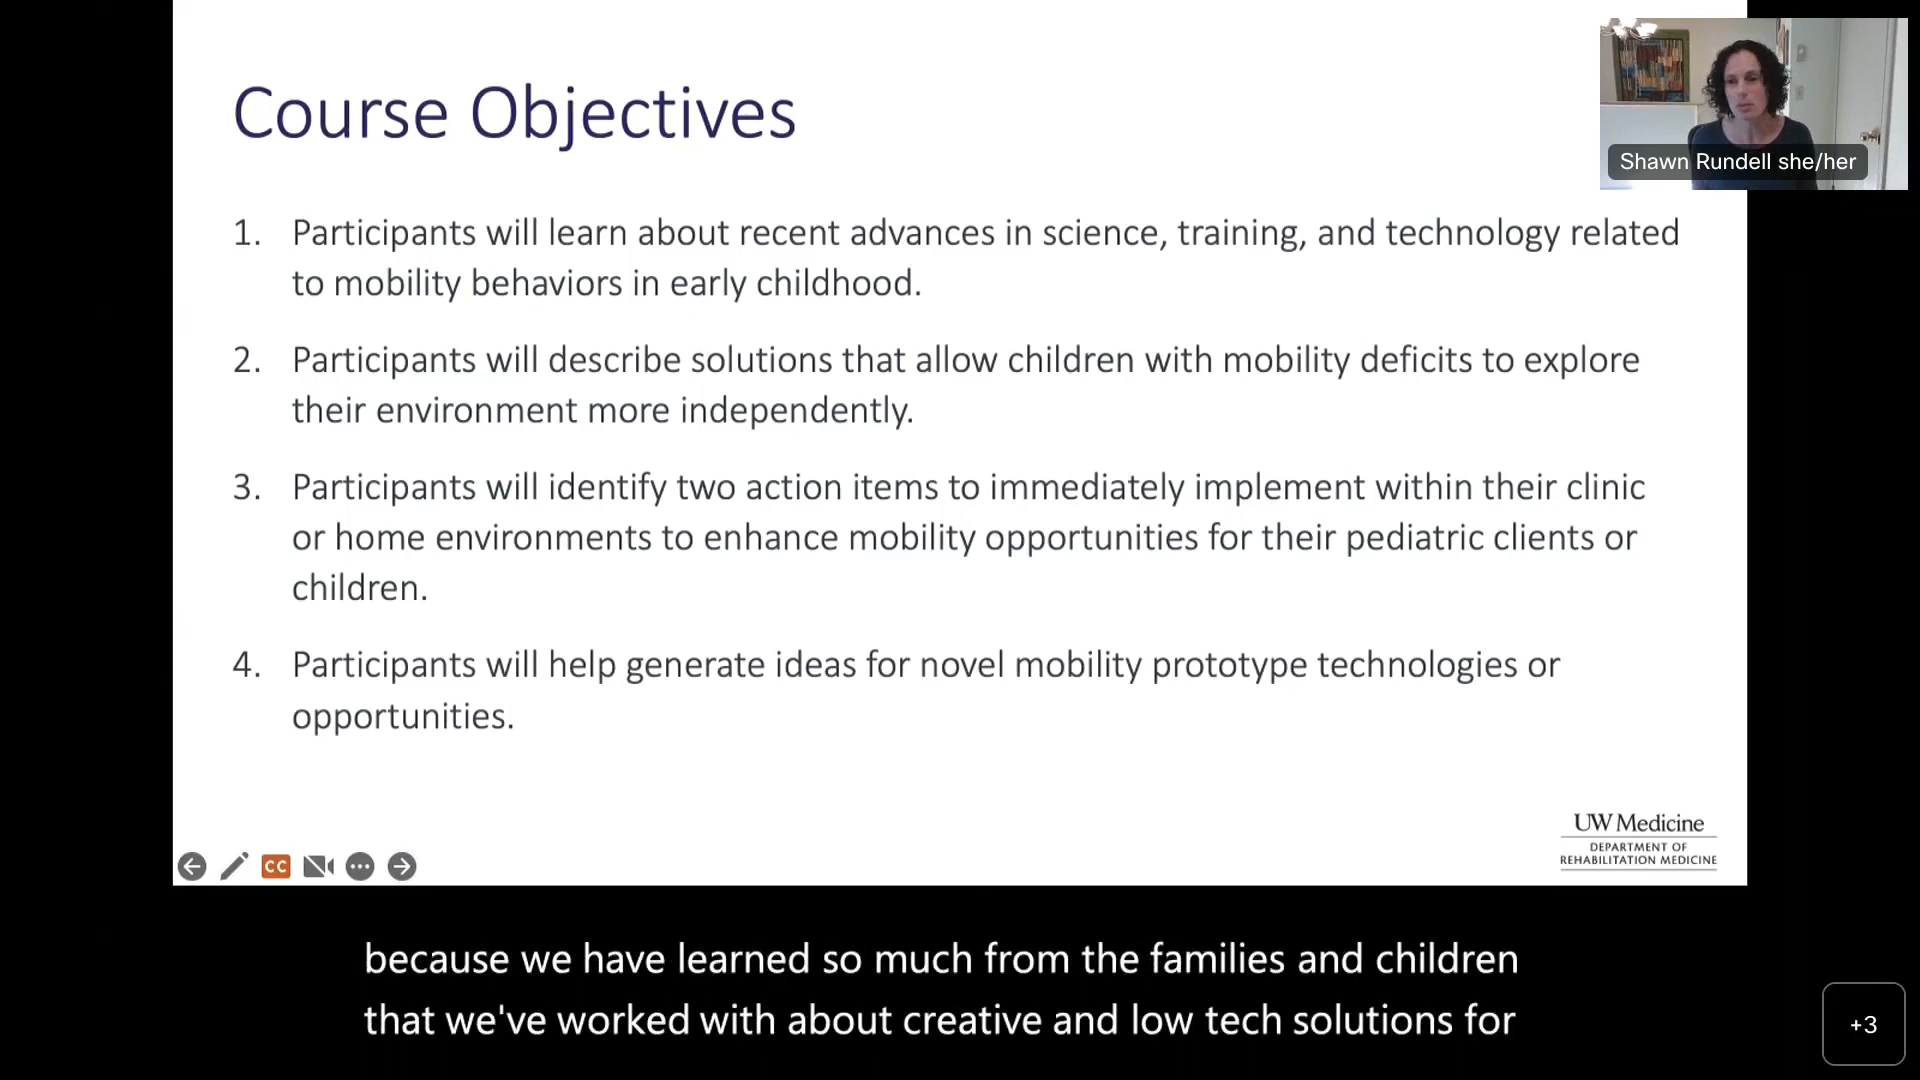 Course Objectives
Shawn Rundell she/her
1. Participants will learn about recent advances in science, training, and technology related
to mobility behaviors in early childhood.
2. Participants will describe solutions that allow children with mobility deficits to explore
their environment more independently.
3. Participants will identify two action items to immediately implement within their clinic
or home environments to enhance mobility opportunities for their pediatric clients or
children.
4. Participants will help generate ideas for novel mobility prototype technologies or
opportunities.
UW Medicine
DEPARTMENT OF
REHABILITATION MEDICINE
CC
because we have learned so much from the families and children
that we've worked with about creative and low tech solutions for
+3